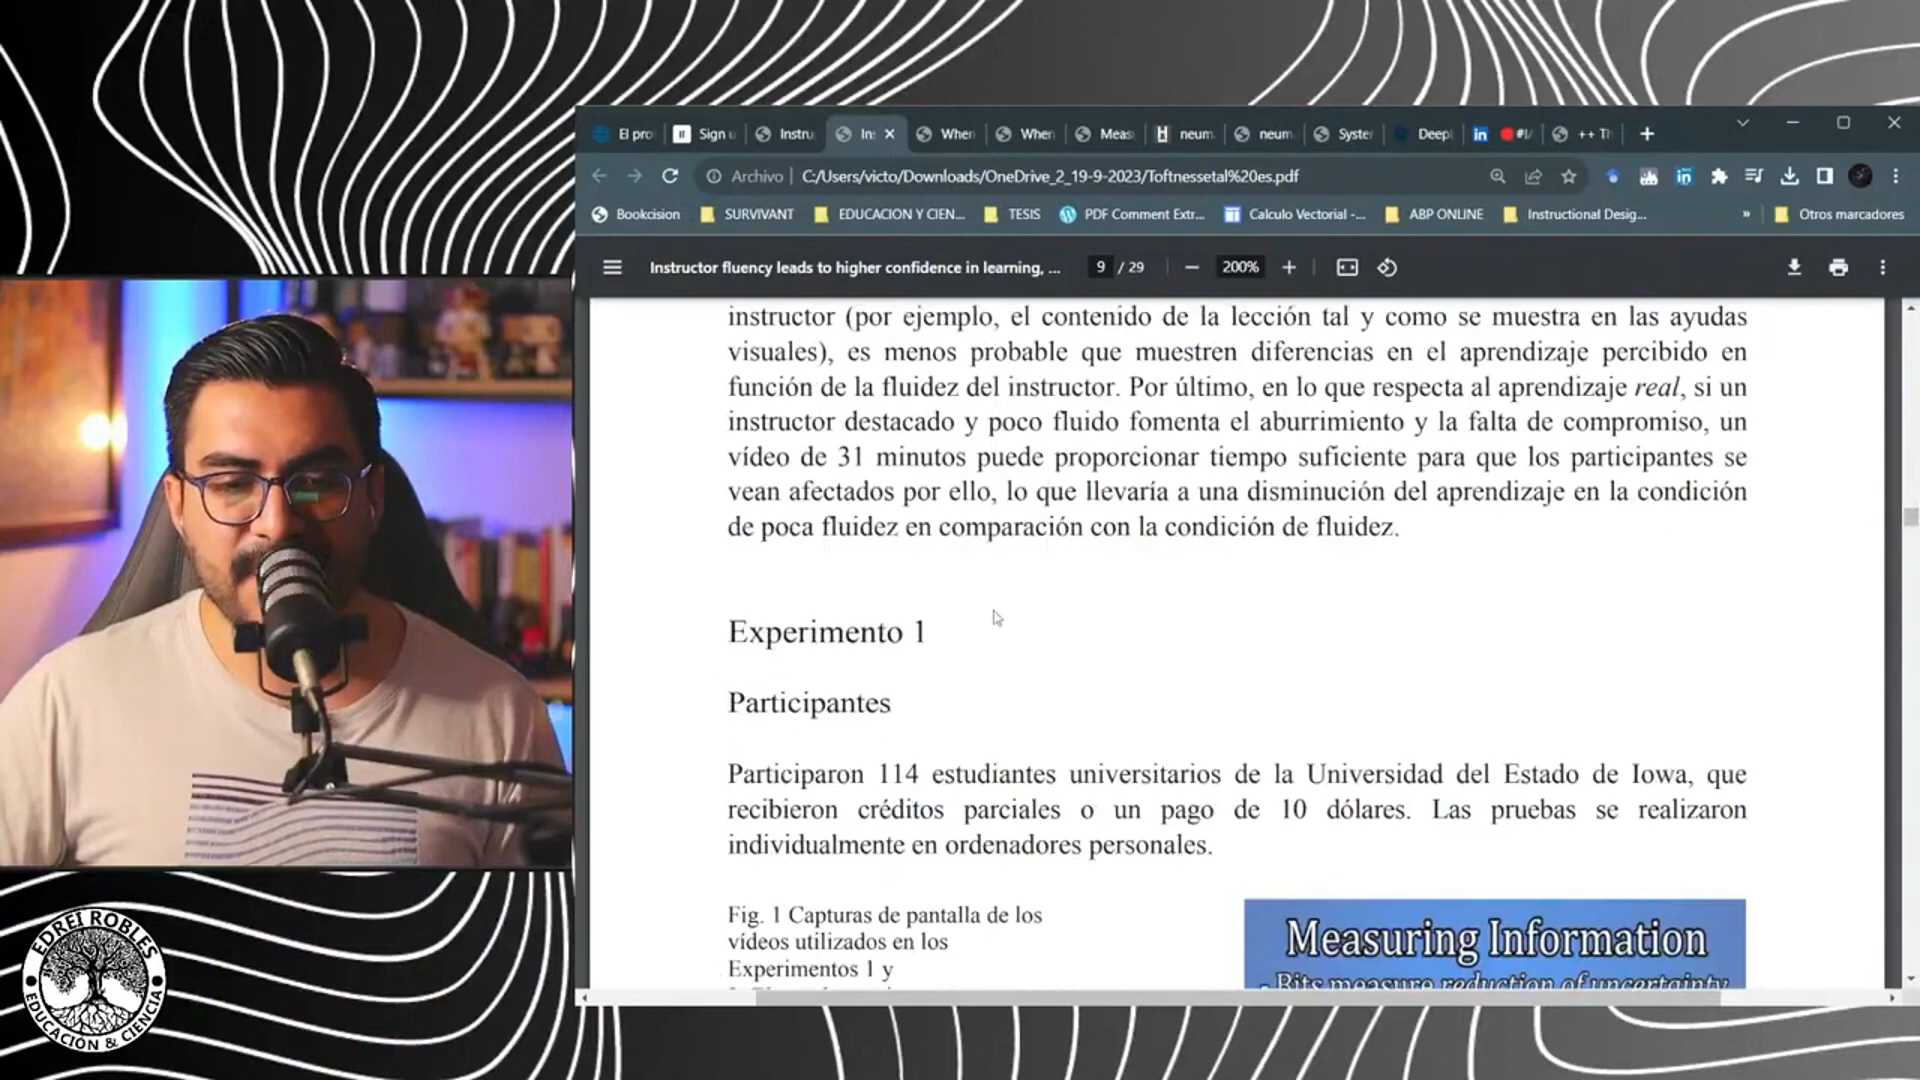 El pro
Sign u
Instru
In:
When
When
Meas
neum
neum
Syste
Deepl
++ Th
Archivo
C:/Users/victo/Downloads/OneDrive_2_19-9-2023/Toftnessetal%20es.pdf
Bookcision
SURVIVANT
EDUCACION Y CIEN...
TESIS
PDF Comment Extr...
Calculo Vectorial -...
ABP ONLINE
Instructional Desig...
»
Otros marcadores
Instructor fluency leads to higher confidence in learning, ...
9 / 29
200%
instructor (por ejemplo, el contenido de la lección tal y como se muestra en las ayudas
visuales), es menos probable que muestren diferencias en el aprendizaje percibido en
función de la fluidez del instructor. Por último, en lo que respecta al aprendizaje real, si un
instructor destacado y poco fluido fomenta el aburrimiento y la falta de compromiso, un
vídeo de 31 minutos puede proporcionar tiempo suficiente para que los participantes se
vean afectados por ello, lo que llevaría a una disminución del aprendizaje en la condición
de poca fluidez en comparación con la condición de fluidez.
Experimento 1
Participantes
Participaron 114 estudiantes universitarios de la Universidad del Estado de Iowa, que
recibieron créditos parciales o un pago de 10 dólares. Las pruebas se realizaron
individualmente en ordenadores personales.
Fig. 1 Capturas de pantalla de los
vídeos utilizados en los
Experimentos 1 y
Measuring Information
- Bits measure reduction of uncertainty
EDREI ROBLES
EDUCACIÓN & CIENCIA